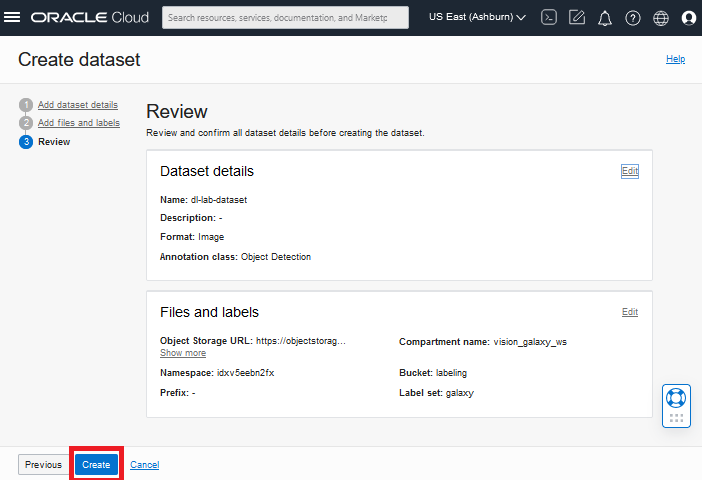 ORACLE Cloud
Search resources, services, documentation, and Marketp
US East (Ashburn)
Create dataset
Help
1 Add dataset details
2 Add files and labels
3 Review
Review
Review and confirm all dataset details before creating the dataset.
Dataset details
Edit
Name: dl-lab-dataset
Description: -
Format: Image
Annotation class: Object Detection
Files and labels
Edit
Object Storage URL: https://objectstorag...
Show more
Compartment name: vision_galaxy_ws
Namespace: idxv5eebn2fx
Bucket: labeling
Prefix: -
Label set: galaxy
Previous
Create
Cancel